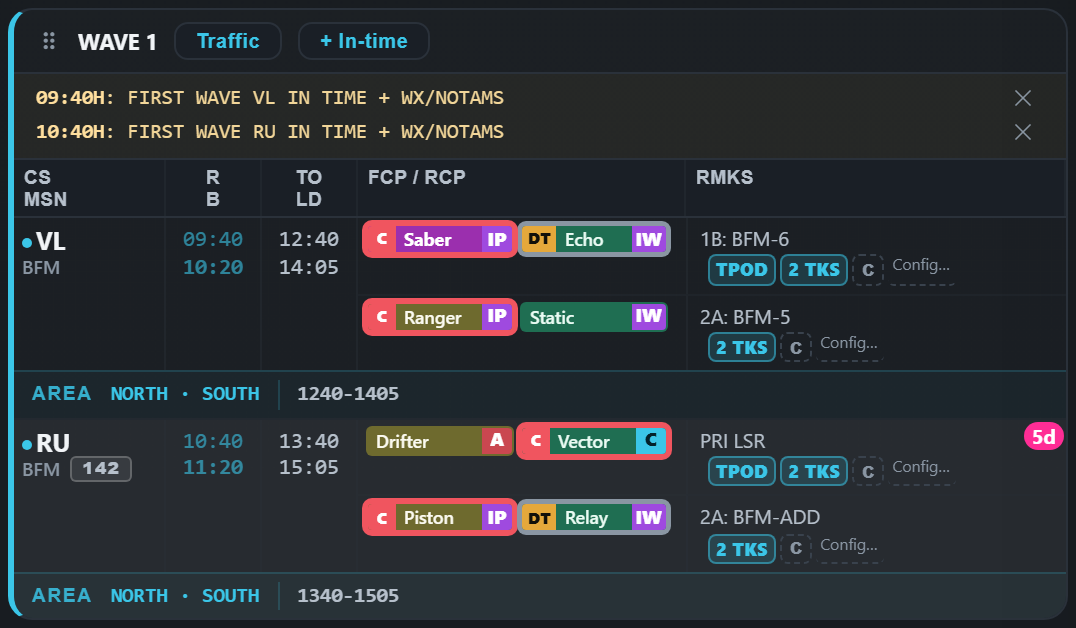 WAVE 1 Traffic + In-time
09:40H: FIRST WAVE VL IN TIME + WX/NOTAMS
10:40H: FIRST WAVE RU IN TIME + WX/NOTAMS
CS R TO FCP / RCP RMKS
MSN B LD
VL 09:40 12:40 C Saber IP DT Echo IW 1B: BFM-6
BFM 10:20 14:05 TPOD 2 TKS C Config...
C Ranger IP Static IW 2A: BFM-5
2 TKS C Config...
AREA NORTH · SOUTH 1240-1405
RU 10:40 13:40 Drifter A C Vector C PRI LSR 5d
BFM 142 11:20 15:05 TPOD 2 TKS C Config...
C Piston IP DT Relay IW 2A: BFM-ADD
2 TKS C Config...
AREA NORTH · SOUTH 1340-1505